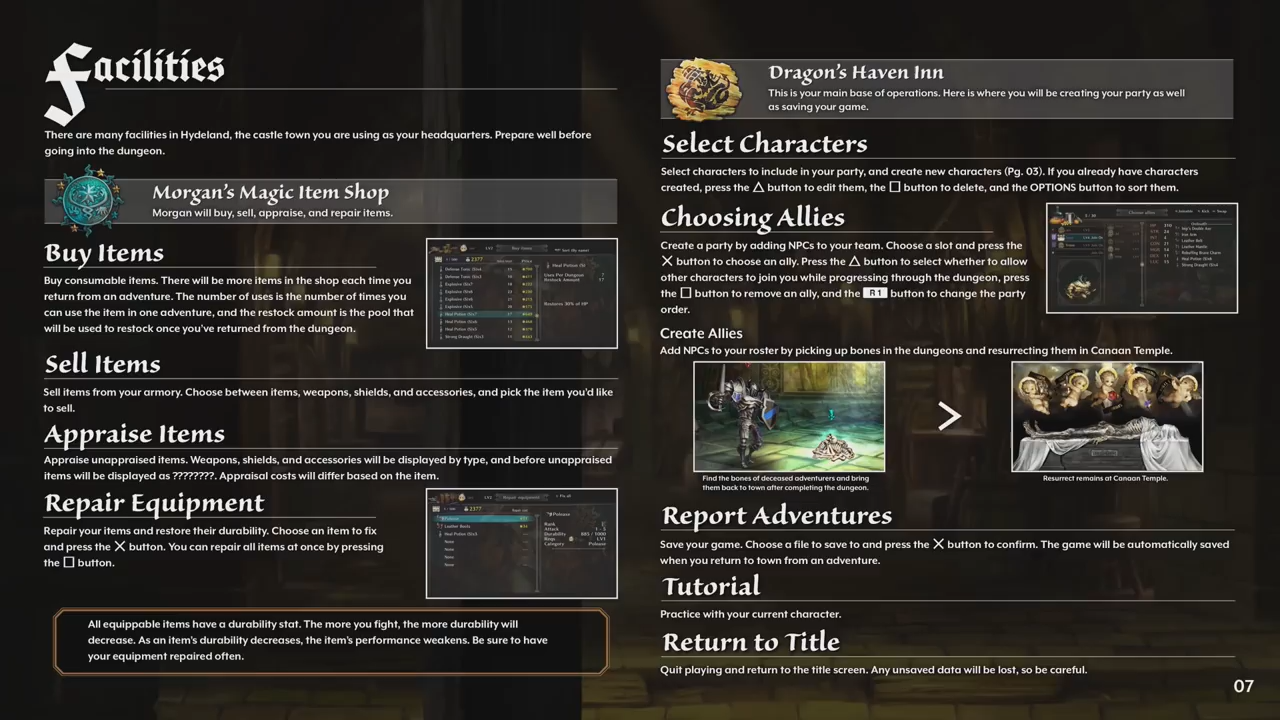 Facilities
There are many facilities in Hydeland, the castle town you are using as your headquarters. Prepare well before
going into the dungeon.
Morgan's Magic Item Shop
Morgan will buy, sell, appraise, and repair items.
Buy Items
Buy consumable items. There will be more items in the shop each time you
return from an adventure. The number of uses is the number of times you
can use the item in one adventure, and the restock amount is the pool that
will be used to restock once you've returned from the dungeon.
Sell Items
Sell items from your armory. Choose between items, weapons, shields, and accessories, and pick the item you'd like
to sell.
Appraise Items
Appraise unappraised items. Weapons, shields, and accessories will be displayed by type, and before unappraised
items will be displayed as ????????. Appraisal costs will differ based on the item.
Repair Equipment
Repair your items and restore their durability. Choose an item to fix
and press the ✕ button. You can repair all items at once by pressing
the □ button.
All equippable items have a durability stat. The more you fight, the more durability will
decrease. As an item's durability decreases, the item's performance weakens. Be sure to have
your equipment repaired often.
Dragon's Haven Inn
This is your main base of operations. Here is where you will be creating your party as well
as saving your game.
Select Characters
Select characters to include in your party, and create new characters (Pg. 03). If you already have characters
created, press the △ button to edit them, the □ button to delete, and the OPTIONS button to sort them.
Choosing Allies
Create a party by adding NPCs to your team. Choose a slot and press the
✕ button to choose an ally. Press the △ button to select whether to allow
other characters to join you while progressing through the dungeon, press
the □ button to remove an ally, and the R1 button to change the party
order.
Create Allies
Add NPCs to your roster by picking up bones in the dungeons and resurrecting them in Canaan Temple.
>
Find the bones of deceased adventurers and bring
them back to town after completing the dungeon.
Resurrect remains at Canaan Temple.
Report Adventures
Save your game. Choose a file to save to and press the ✕ button to confirm. The game will be automatically saved
when you return to town from an adventure.
Tutorial
Practice with your current character.
Return to Title
Quit playing and return to the title screen. Any unsaved data will be lost, so be careful.
07